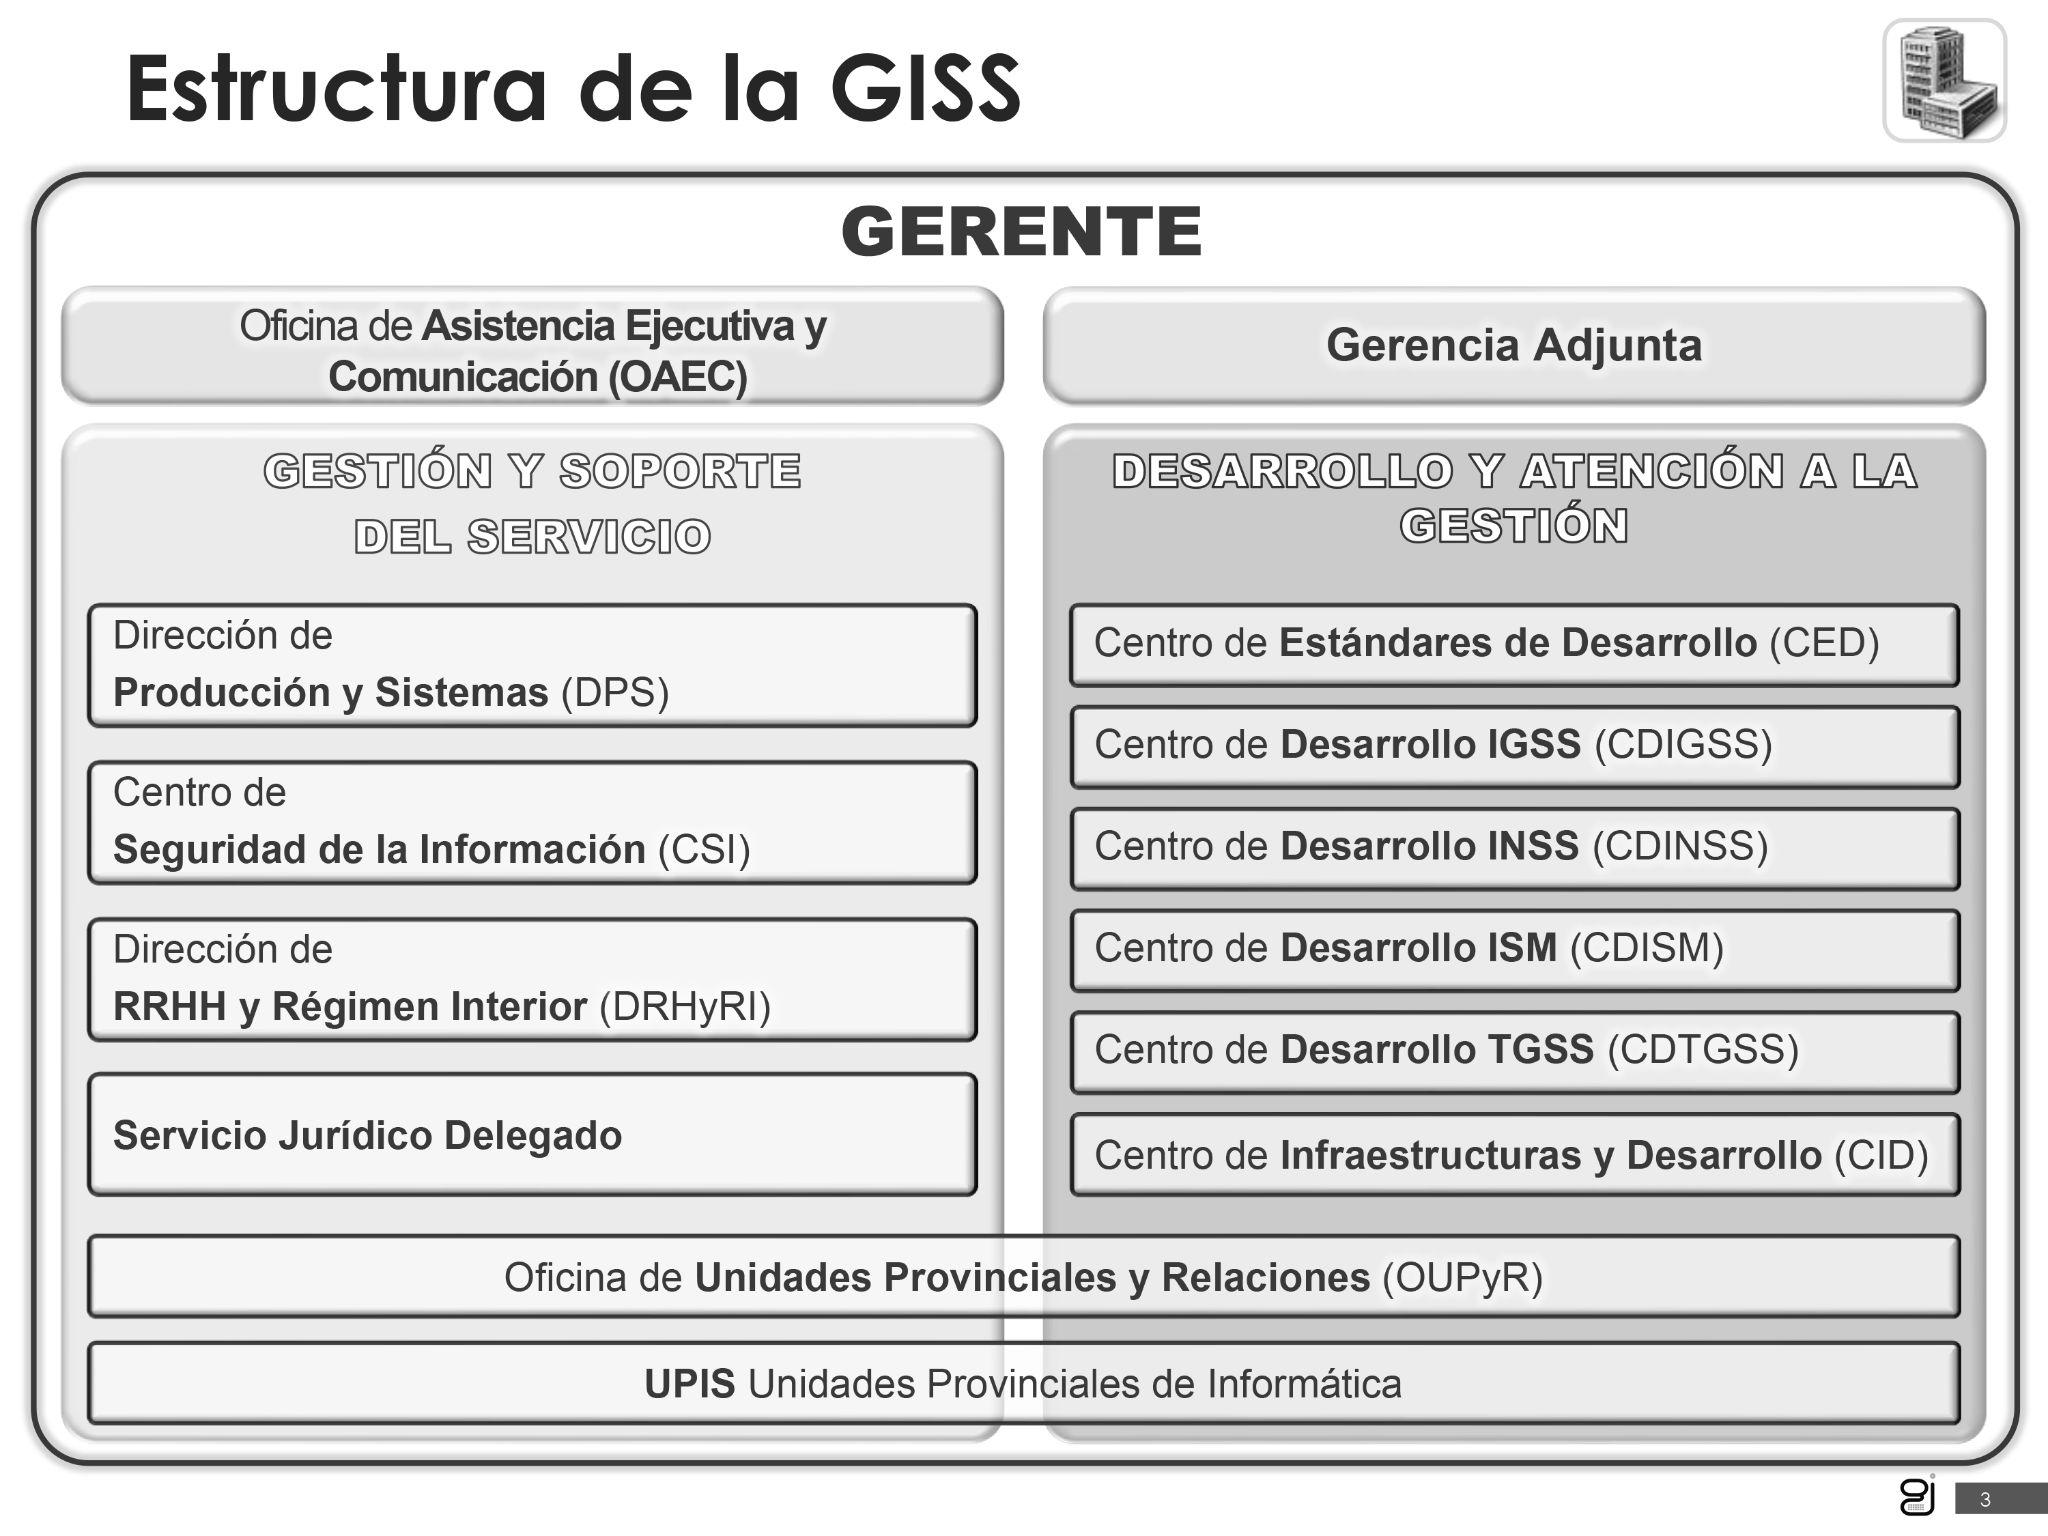 Estructura de la GISS
GERENTE
Oficina de Asistencia Ejecutiva y
Comunicación (OAEC)
Gerencia Adjunta
GESTIÓN Y SOPORTE
DEL SERVICIO
Dirección de
Producción y Sistemas (DPS)
Centro de
Seguridad de la Información (CSI)
Dirección de
RRHH y Régimen Interior (DRHyRI)
Servicio Jurídico Delegado
DESARROLLO Y ATENCIÓN A LA
GESTIÓN
Centro de Estándares de Desarrollo (CED)
Centro de Desarrollo IGSS (CDIGSS)
Centro de Desarrollo INSS (CDINSS)
Centro de Desarrollo ISM (CDISM)
Centro de Desarrollo TGSS (CDTGSS)
Centro de Infraestructuras y Desarrollo (CID)
Oficina de Unidades Provinciales y Relaciones (OUPyR)
UPIS Unidades Provinciales de Informática
3